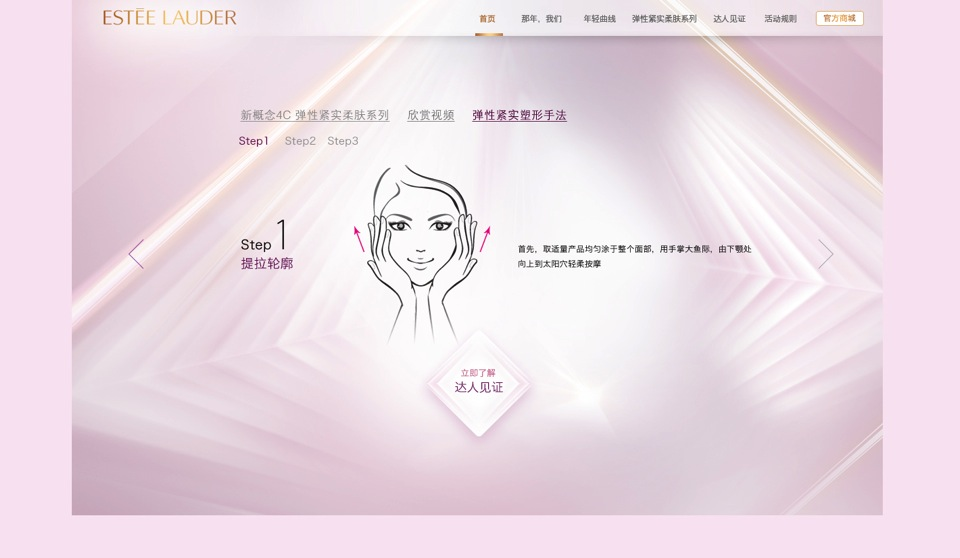 ESTĒE LAUDER
首页 那年，我们 年轻曲线 弹性紧实柔肤系列 达人见证 活动规则 官方商城
新概念4C 弹性紧实柔肤系列 欣赏视频 弹性紧实塑形手法
Step1 Step2 Step3
Step 1
提拉轮廓
首先，取适量产品均匀涂于整个面部，用手掌大鱼际，由下颚处
向上到太阳穴轻柔按摩
立即了解
达人见证